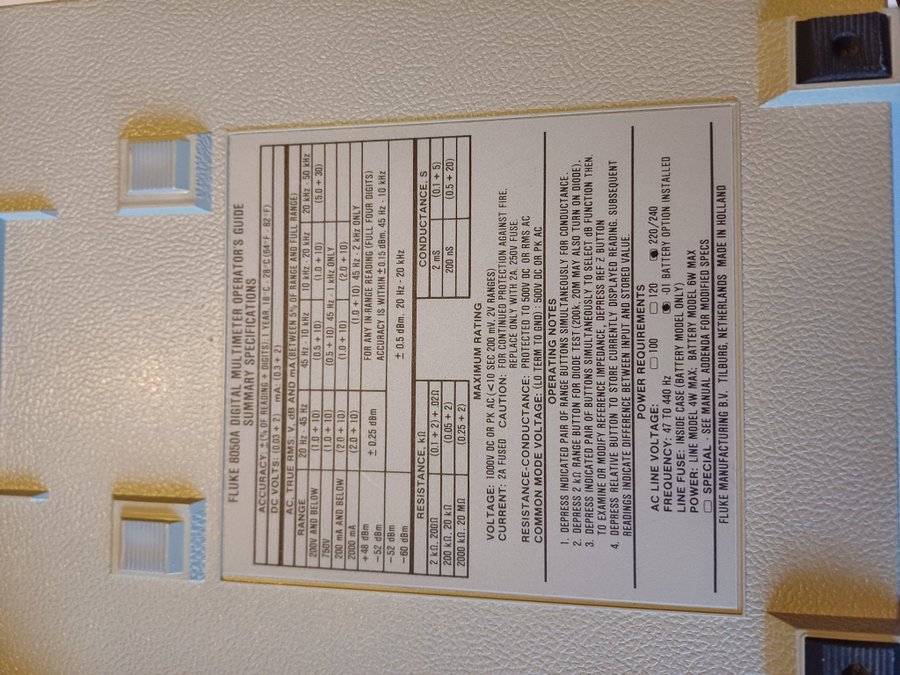 FLUKE 8050A DIGITAL MULTIMETER OPERATOR'S GUIDE
SUMMARY SPECIFICATIONS
ACCURACY: ±(% OF READING + DIGITS) 1 YEAR, 18°C - 28°C (64°F - 82°F)
DC VOLTS: (0.03 + 2) mA: (0.3 + 2)
AC, TRUE RMS: V, dB AND mA (BETWEEN 5% OF RANGE AND FULL RANGE)
RANGE 20 Hz - 45 Hz 45 Hz - 10 kHz 10 kHz - 20 kHz 20 kHz - 50 kHz
200V AND BELOW (1.0 + 10) (0.5 + 10) (1.0 + 10) (5.0 + 30)
750V (1.0 + 10) (0.5 + 10) 45 Hz - 1 kHz ONLY
200 mA AND BELOW (2.0 + 10) (1.0 + 10) (2.0 + 10)
2000 mA (2.0 + 10) (1.0 + 10) 45 Hz - 2 kHz ONLY
+48 dBm
-52 dBm ± 0.25 dBm FOR ANY IN-RANGE READING (FULL FOUR DIGITS)
ACCURACY IS WITHIN ±0.15 dBm, 45 Hz - 10 kHz
-52 dBm
-60 dBm ± 0.5 dBm, 20 Hz - 20 kHz
RESISTANCE, kΩ CONDUCTANCE, S
2 kΩ, 200Ω (0.1 + 2) + .02Ω 2 mS (0.1 + 5)
200 kΩ, 20 kΩ (0.05 + 2) 200 nS (0.5 + 20)
2000 kΩ, 20 MΩ (0.25 + 2)
MAXIMUM RATING
VOLTAGE: 1000V DC OR PK AC (<10 SEC 200 mV, 2V RANGES)
CURRENT: 2A FUSED CAUTION: FOR CONTINUED PROTECTION AGAINST FIRE,
REPLACE ONLY WITH 2A, 250V FUSE.
RESISTANCE-CONDUCTANCE: PROTECTED TO 500V DC OR RMS AC
COMMON MODE VOLTAGE: (LO TERM TO GND): 500V DC OR PK AC
OPERATING NOTES
1. DEPRESS INDICATED PAIR OF RANGE BUTTONS SIMULTANEOUSLY FOR CONDUCTANCE.
2. DEPRESS 2 kΩ RANGE BUTTON FOR DIODE TEST (200k, 20M MAY ALSO TURN ON DIODE).
3. DEPRESS INDICATED PAIR OF BUTTONS SIMULTANEOUSLY TO SELECT dB FUNCTION THEN,
TO EXAMINE OR MODIFY REFERENCE IMPEDANCE, DEPRESS REF Z BUTTON
4. DEPRESS RELATIVE BUTTON TO STORE CURRENTLY DISPLAYED READING. SUBSEQUENT
READINGS INDICATE DIFFERENCE BETWEEN INPUT AND STORED VALUE.
POWER REQUIREMENTS
AC LINE VOLTAGE: 100 120 220/240
FREQUENCY: 47 TO 440 Hz -01 BATTERY OPTION INSTALLED
LINE FUSE: INSIDE CASE (BATTERY MODEL ONLY)
POWER: LINE MODEL 4W MAX: BATTERY MODEL 6W MAX
SPECIAL - SEE MANUAL ADDENDA FOR MODIFIED SPECS
FLUKE MANUFACTURING B.V. TILBURG, NETHERLANDS MADE IN HOLLAND